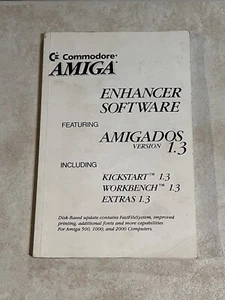 Commodore®
AMIGA®
ENHANCER
SOFTWARE
FEATURING
AMIGADOS
VERSION 1.3
INCLUDING
KICKSTART™ 1.3
WORKBENCH™ 1.3
EXTRAS 1.3
Disk-Based update contains FastFileSystem, improved
printing, additional fonts and more capabilities
For Amiga 500, 1000, and 2000 Computers.